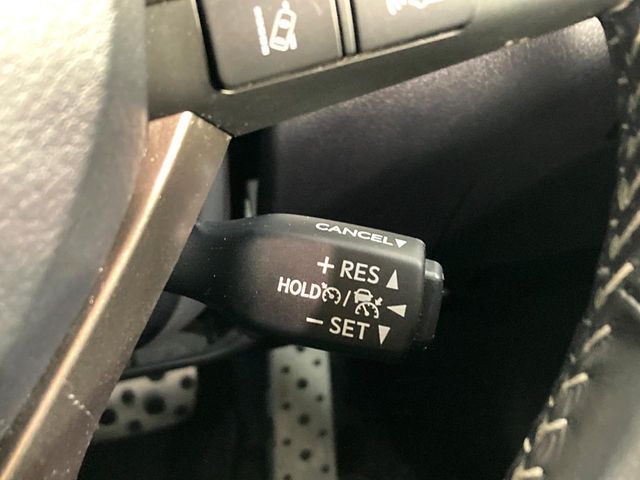 CANCEL
+ RES
HOLD /
− SET